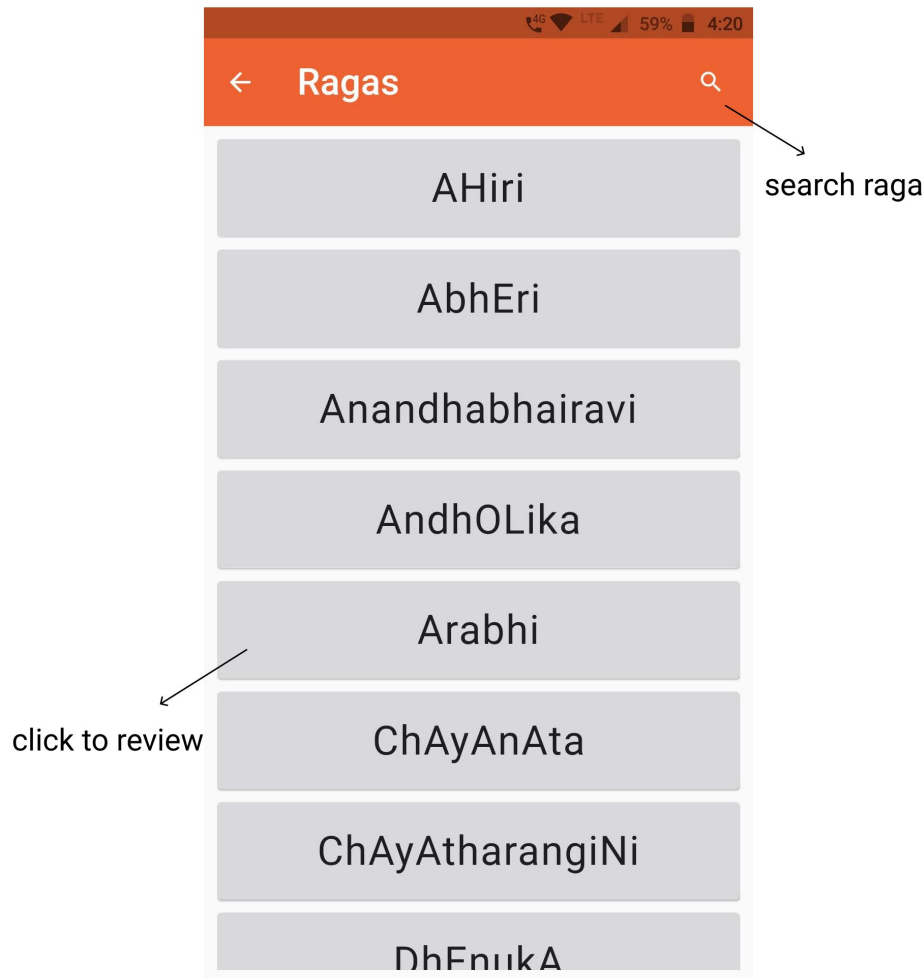 4G LTE 59% 4:20
Ragas
AHiri
search raga
AbhEri
Anandhabhairavi
AndhOLika
Arabhi
click to review
ChAyAnAta
ChAyAtharangiNi
DhEnukA